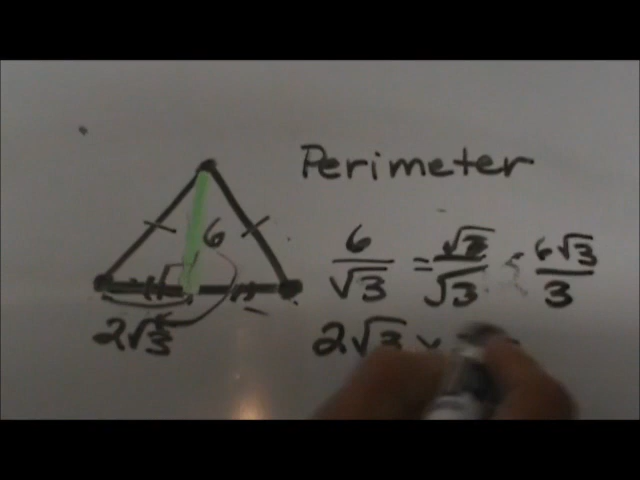 Perimeter
6
6/√3 = √3/√3 = 6√3/3
2√3
2√3 x